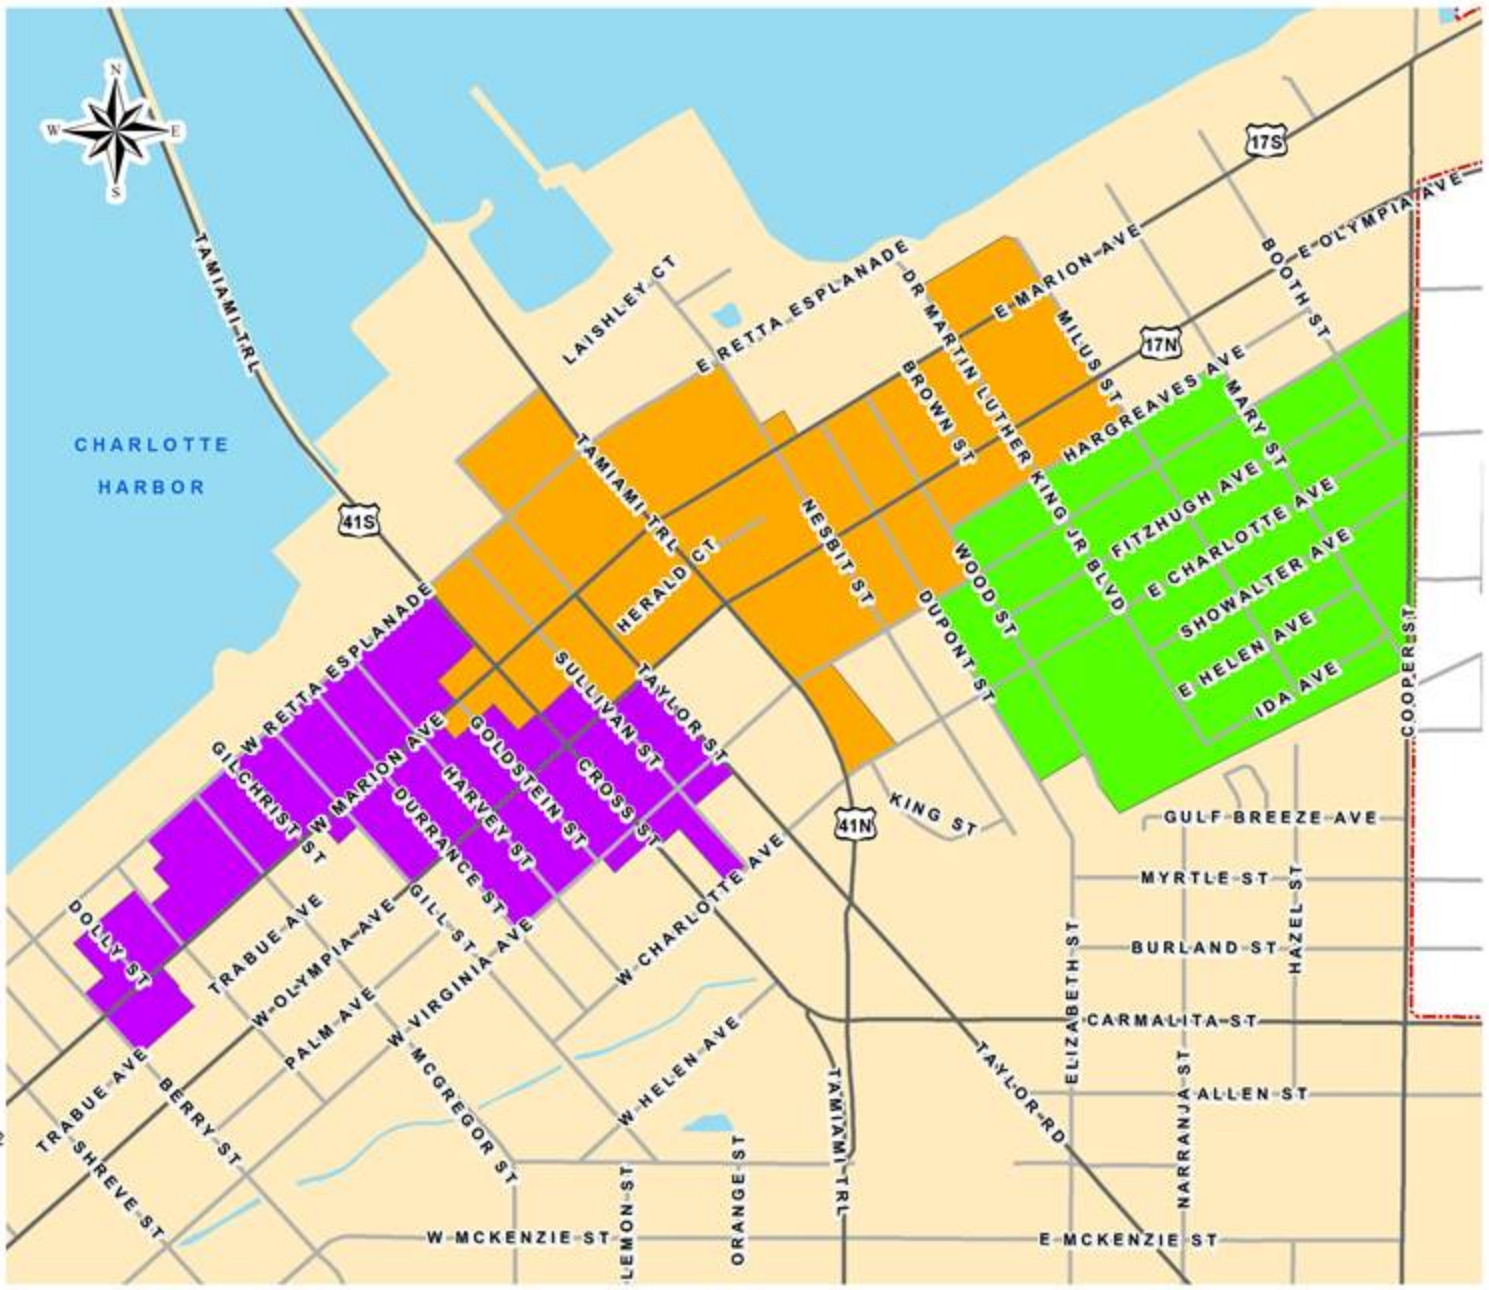 N
W
E
S
17S
E OLYMPIA AVE
TAMIAMI TRL
E MARION AVE
BOOTH ST
LAISHLEY CT
E RETTA ESPLANADE
DR MARTIN LUTHER KING JR BLVD
MILUS ST
17N
BROWN ST
HARGREAVES AVE
MARY ST
CHARLOTTE
HARBOR
41S
TAMIAMI TRL
HERALD CT
NESBIT ST
FITZHUGH AVE
E CHARLOTTE AVE
SHOWALTER AVE
E HELEN AVE
IDA AVE
WOOD ST
DUPONT ST
COOPER ST
W RETTA ESPLANADE
SULLIVAN ST
TAYLOR ST
GILCHRIST ST
W MARION AVE
GOLDSTEIN ST
CROSS ST
HARVEY ST
DURRANCE ST
KING ST
41N
GULF BREEZE AVE
MYRTLE ST
HAZEL ST
BURLAND ST
DOLLY ST
TRABUE AVE
GILL ST
W OLYMPIA AVE
W CHARLOTTE AVE
W VIRGINIA AVE
PALM AVE
ELIZABETH ST
CARMALITA ST
TRABUE AVE
BERRY ST
W MCGREGOR ST
W HELEN AVE
TAMIAMI TRL
TAYLOR RD
NARRANJA ST
ALLEN ST
SHREVE ST
LEMON ST
ORANGE ST
W MCKENZIE ST
E MCKENZIE ST